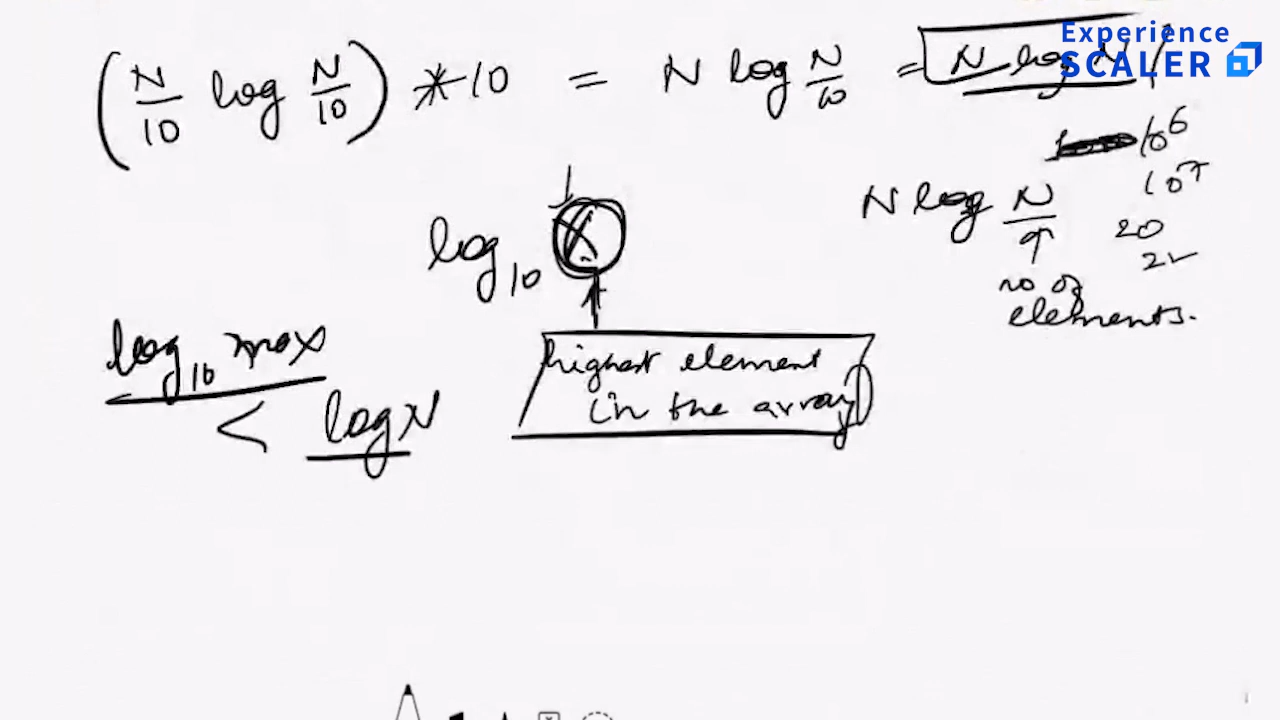 Experience
SCALER
(N/10 log N/10) * 10 = N log N/10 = N log N
10^6
10^7
20
N log N/9
no of
elements.
log10
highest element
(in the array)
log10 max
< log N